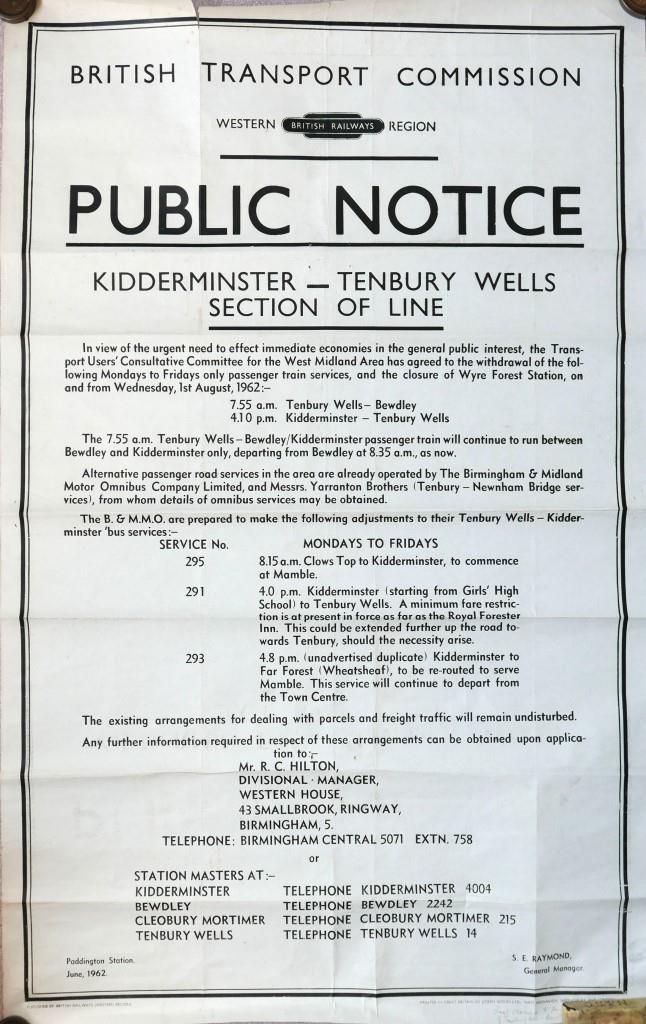 BRITISH TRANSPORT COMMISSION
WESTERN BRITISH RAILWAYS REGION
PUBLIC NOTICE
KIDDERMINSTER — TENBURY WELLS
SECTION OF LINE
In view of the urgent need to effect immediate economies in the general public interest, the Trans-
port Users' Consultative Committee for the West Midland Area has agreed to the withdrawal of the fol-
lowing Mondays to Fridays only passenger train services, and the closure of Wyre Forest Station, on
and from Wednesday, 1st August, 1962:—
7.55 a.m. Tenbury Wells – Bewdley
4.10 p.m. Kidderminster – Tenbury Wells
The 7.55 a.m. Tenbury Wells – Bewdley/Kidderminster passenger train will continue to run between
Bewdley and Kidderminster only, departing from Bewdley at 8.35 a.m., as now.
Alternative passenger road services in the area are already operated by The Birmingham & Midland
Motor Omnibus Company Limited, and Messrs. Yarranton Brothers (Tenbury – Newnham Bridge ser-
vices), from whom details of omnibus services may be obtained.
The B. & M.M.O. are prepared to make the following adjustments to their Tenbury Wells – Kidder-
minster 'bus services:—
SERVICE No. MONDAYS TO FRIDAYS
295 8.15 a.m. Clows Top to Kidderminster, to commence
at Mamble.
291 4.0 p.m. Kidderminster (starting from Girls' High
School) to Tenbury Wells. A minimum fare restric-
tion is at present in force as far as the Royal Forester
Inn. This could be extended further up the road to-
wards Tenbury, should the necessity arise.
293 4.8 p.m. (unadvertised duplicate) Kidderminster to
Far Forest (Wheatsheaf), to be re-routed to serve
Mamble. This service will continue to depart from
the Town Centre.
The existing arrangements for dealing with parcels and freight traffic will remain undisturbed.
Any further information required in respect of these arrangements can be obtained upon applica-
tion to:—
Mr. R. C. HILTON,
DIVISIONAL · MANAGER,
WESTERN HOUSE,
43 SMALLBROOK, RINGWAY,
BIRMINGHAM, 5.
TELEPHONE: BIRMINGHAM CENTRAL 5071 EXTN. 758
or
STATION MASTERS AT:—
KIDDERMINSTER TELEPHONE KIDDERMINSTER 4004
BEWDLEY TELEPHONE BEWDLEY 2242
CLEOBURY MORTIMER TELEPHONE CLEOBURY MORTIMER 215
TENBURY WELLS TELEPHONE TENBURY WELLS 14
Paddington Station.
June, 1962.
S. E. RAYMOND,
General Manager.
PUBLISHED BY BRITISH RAILWAYS (WESTERN REGION)
PRINTED IN GREAT BRITAIN BY